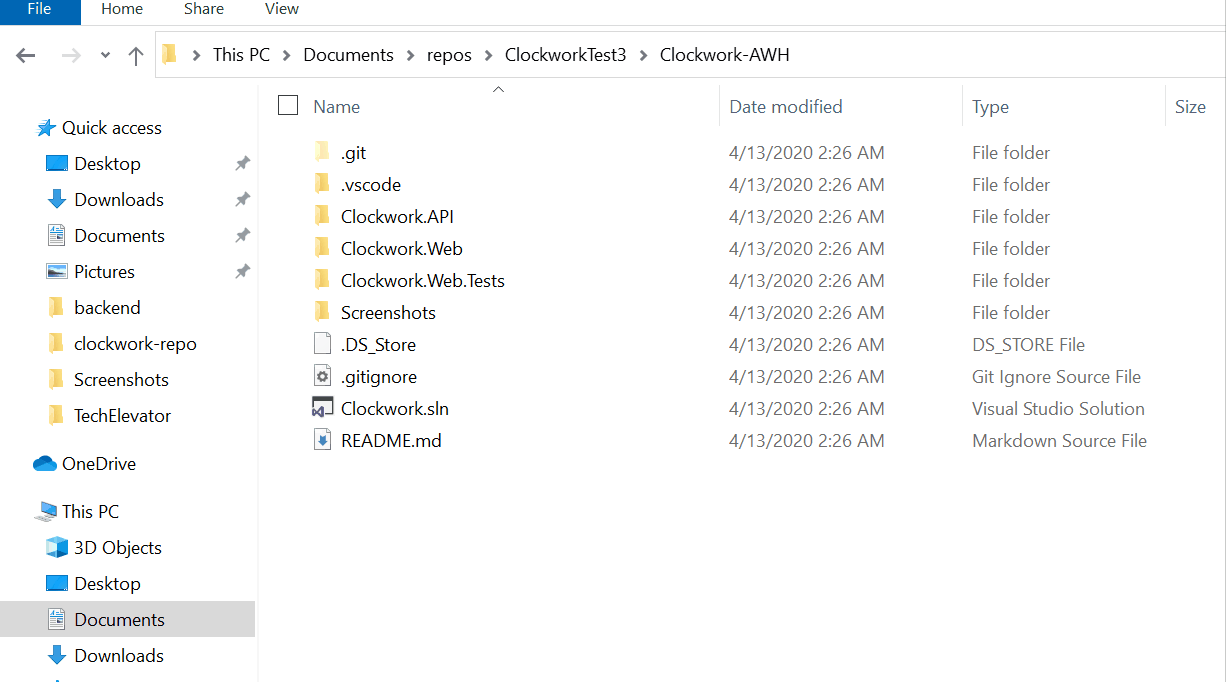 File Home Share View
This PC Documents repos ClockworkTest3 Clockwork-AWH
Name Date modified Type Size
Quick access
Desktop
Downloads
Documents
Pictures
backend
clockwork-repo
Screenshots
TechElevator
OneDrive
This PC
3D Objects
Desktop
Documents
Downloads
.git 4/13/2020 2:26 AM File folder
.vscode 4/13/2020 2:26 AM File folder
Clockwork.API 4/13/2020 2:26 AM File folder
Clockwork.Web 4/13/2020 2:26 AM File folder
Clockwork.Web.Tests 4/13/2020 2:26 AM File folder
Screenshots 4/13/2020 2:26 AM File folder
.DS_Store 4/13/2020 2:26 AM DS_STORE File
.gitignore 4/13/2020 2:26 AM Git Ignore Source File
Clockwork.sln 4/13/2020 2:26 AM Visual Studio Solution
README.md 4/13/2020 2:26 AM Markdown Source File